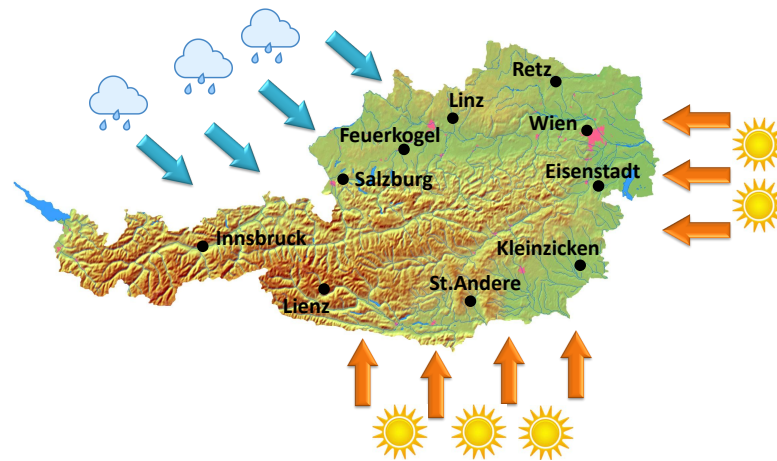 Retz
Linz
Wien
Feuerkogel
Eisenstadt
Salzburg
Innsbruck
Kleinzicken
St.Andere
Lienz